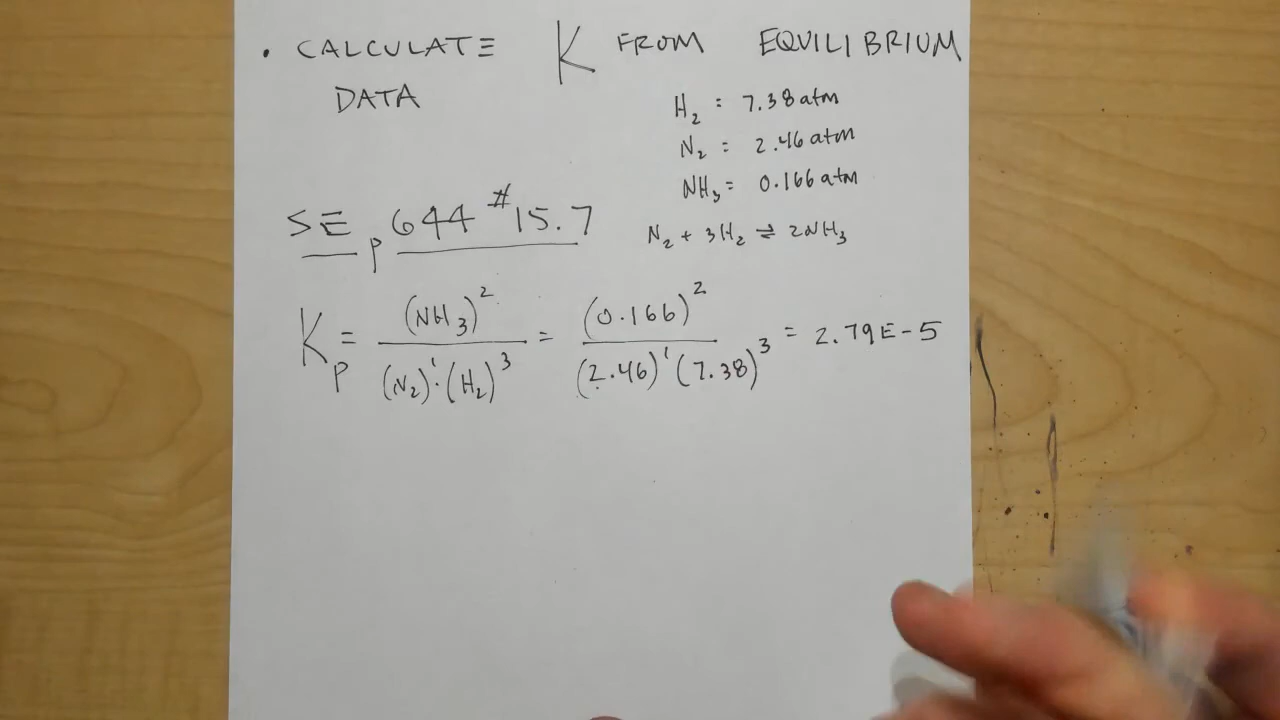 • CALCULATE K FROM EQUILIBRIUM
DATA
H₂ : 7.38 atm
N₂ : 2.46 atm
NH₃ = 0.166 atm
SE p 644 #15.7
N₂ + 3H₂ ⇌ 2NH₃
Kp = (NH₃)² / (N₂)¹·(H₂)³ = (0.166)² / (2.46)¹(7.38)³ = 2.79E-5